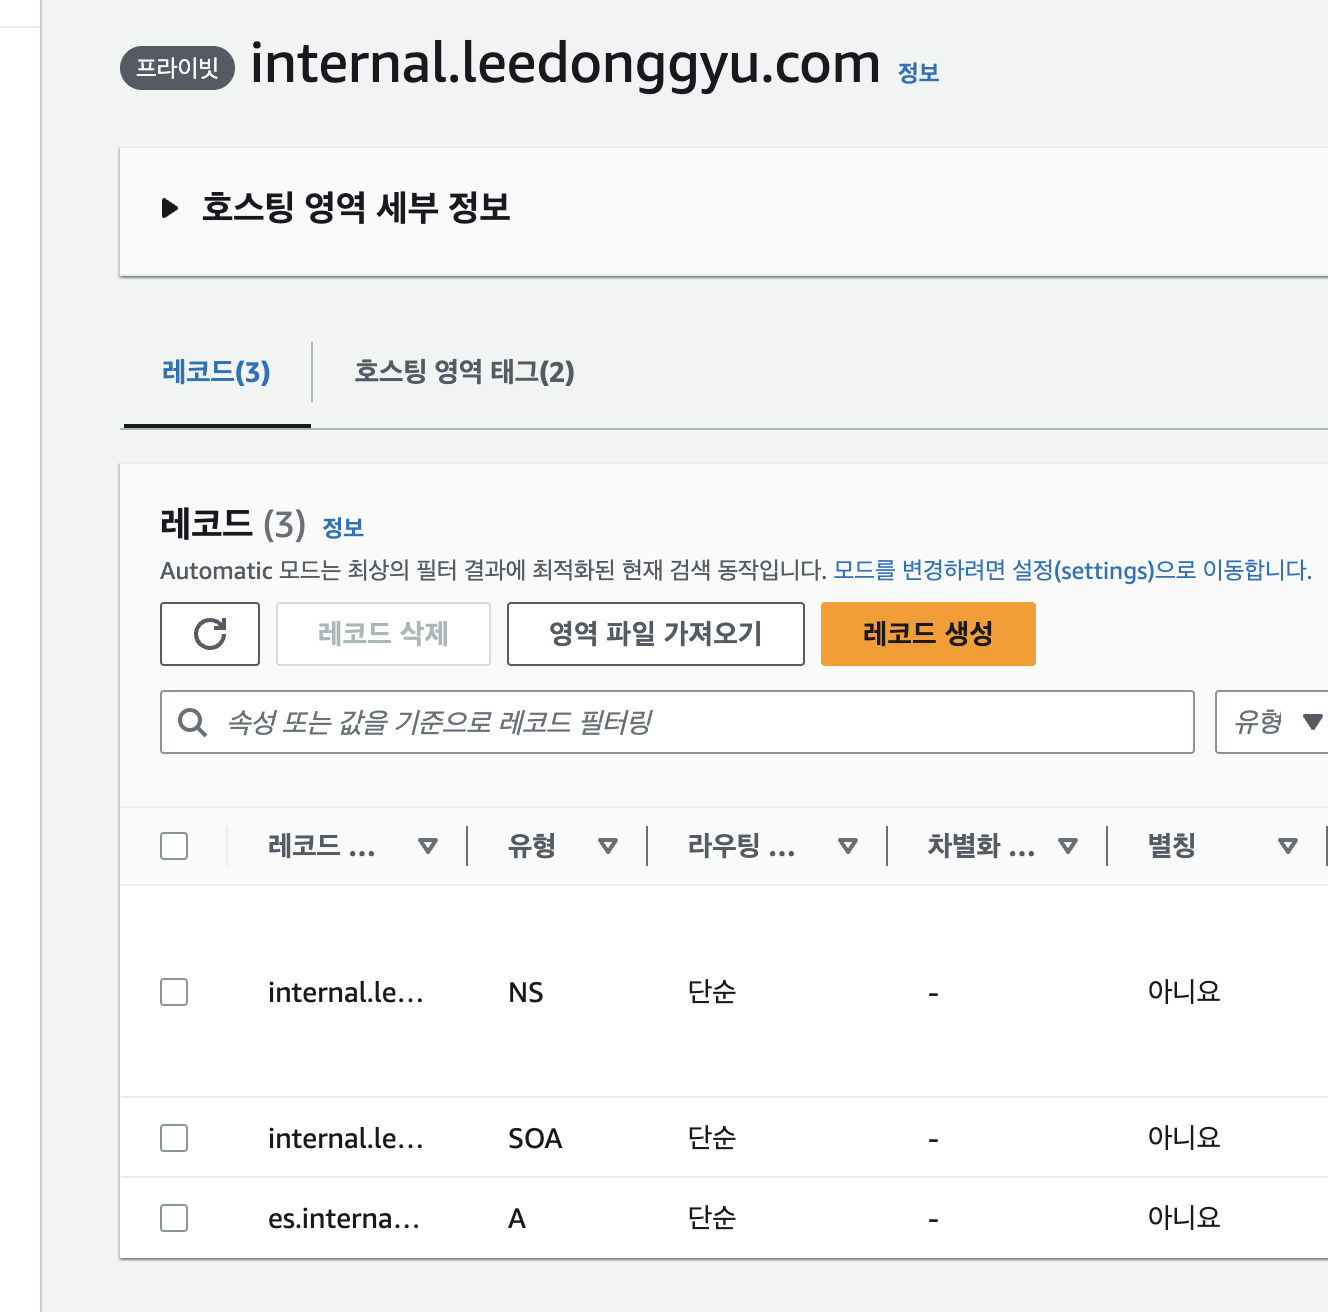 프라이빗 internal.leedonggyu.com 정보
호스팅 영역 세부 정보
레코드(3) 호스팅 영역 태그(2)
레코드 (3) 정보
Automatic 모드는 최상의 필터 결과에 최적화된 현재 검색 동작입니다. 모드를 변경하려면 설정(settings)으로 이동합니다.
레코드 삭제 영역 파일 가져오기 레코드 생성
속성 또는 값을 기준으로 레코드 필터링 유형
레코드 ... 유형 라우팅 ... 차별화 ... 별칭
internal.le... NS 단순 - 아니요
internal.le... SOA 단순 - 아니요
es.interna... A 단순 - 아니요